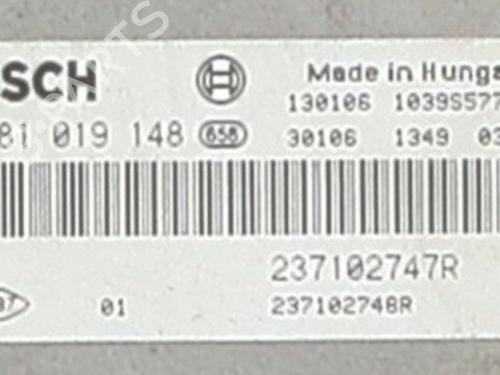 SCH Made in Hunga
130106 1039S577
81 019 148 658 30106 1349 03
237102747R
01 237102748R